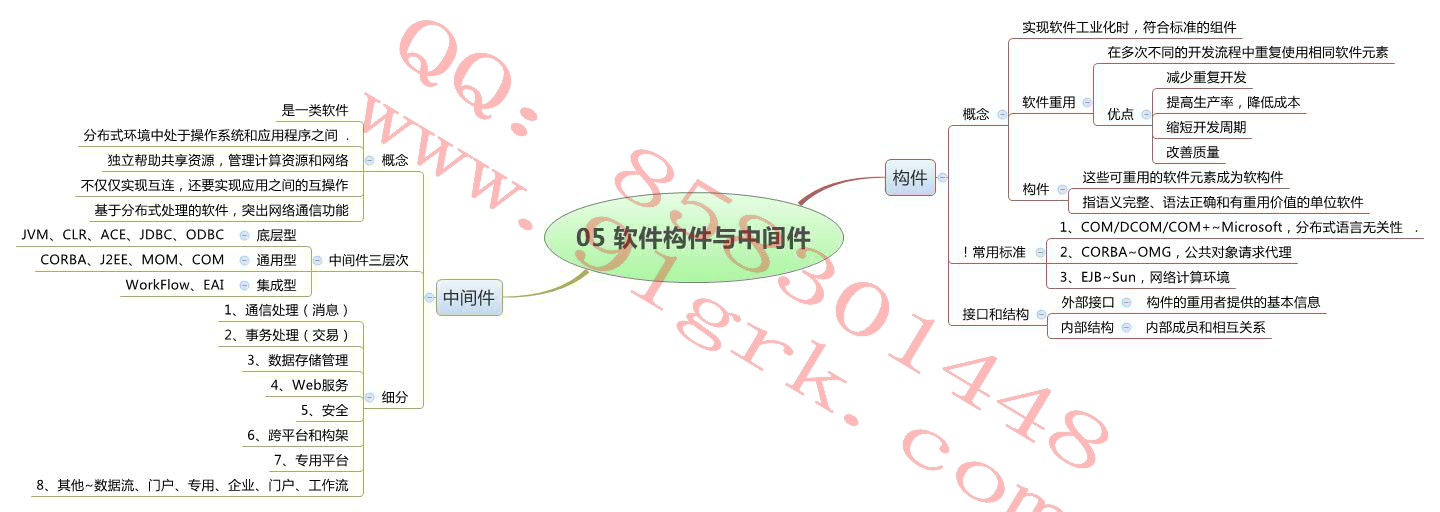 05 软件构件与中间件
构件
概念
实现软件工业化时，符合标准的组件
软件重用
在多次不同的开发流程中重复使用相同软件元素
优点
减少重复开发
提高生产率，降低成本
缩短开发周期
改善质量
构件
这些可重用的软件元素成为软构件
指语义完整、语法正确和有重用价值的单位软件
！常用标准
1、COM/DCOM/COM+~Microsoft，分布式语言无关性 .
2、CORBA~OMG，公共对象请求代理
3、EJB~Sun，网络计算环境
接口和结构
外部接口
构件的重用者提供的基本信息
内部结构
内部成员和相互关系
中间件
概念
是一类软件
分布式环境中处于操作系统和应用程序之间 .
独立帮助共享资源，管理计算资源和网络
不仅仅实现互连，还要实现应用之间的互操作
基于分布式处理的软件，突出网络通信功能
中间件三层次
底层型
JVM、CLR、ACE、JDBC、ODBC
通用型
CORBA、J2EE、MOM、COM
集成型
WorkFlow、EAI
细分
1、通信处理（消息）
2、事务处理（交易）
3、数据存储管理
4、Web服务
5、安全
6、跨平台和构架
7、专用平台
8、其他~数据流、门户、专用、企业、门户、工作流
QQ: 858301448
www.91grk.com